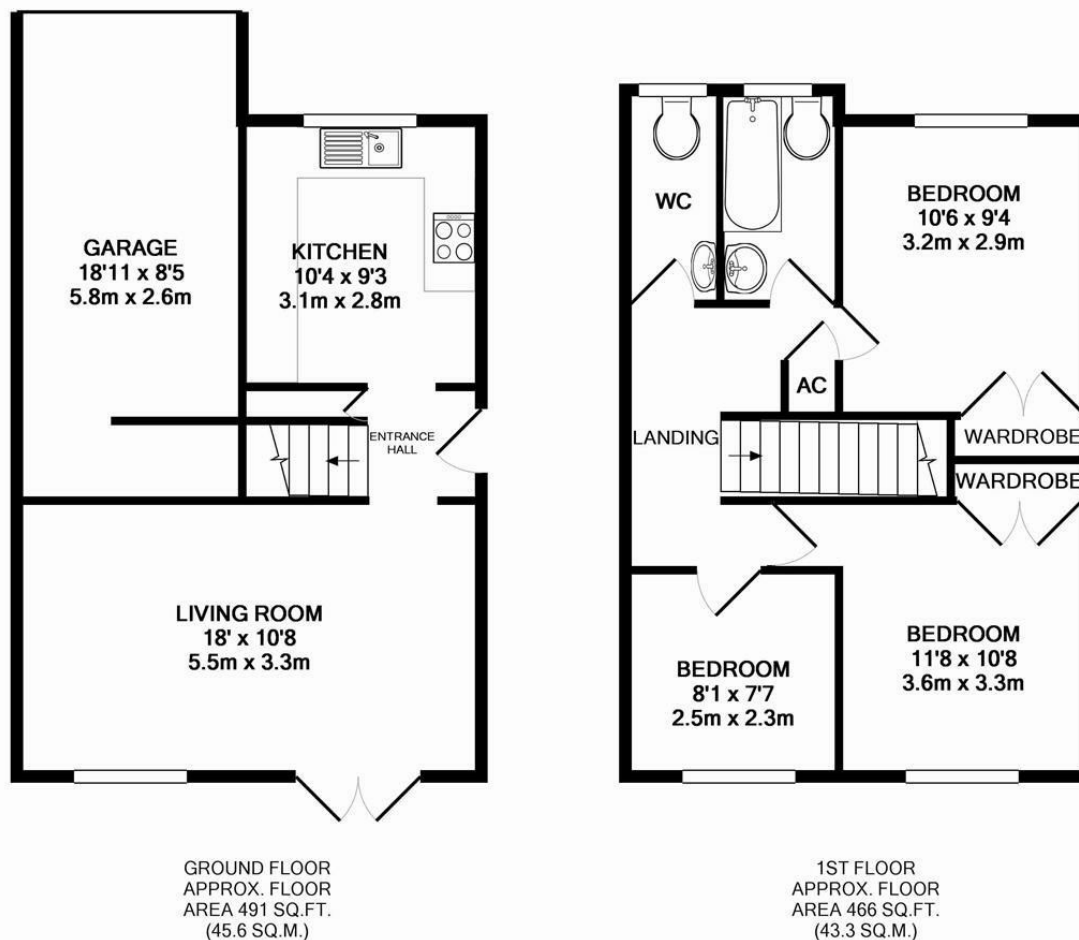 GARAGE
18'11 x 8'5
5.8m x 2.6m
KITCHEN
10'4 x 9'3
3.1m x 2.8m
ENTRANCE
HALL
LIVING ROOM
18' x 10'8
5.5m x 3.3m
GROUND FLOOR
APPROX. FLOOR
AREA 491 SQ.FT.
(45.6 SQ.M.)
WC
BEDROOM
10'6 x 9'4
3.2m x 2.9m
AC
LANDING
WARDROBE
WARDROBE
BEDROOM
11'8 x 10'8
3.6m x 3.3m
BEDROOM
8'1 x 7'7
2.5m x 2.3m
1ST FLOOR
APPROX. FLOOR
AREA 466 SQ.FT.
(43.3 SQ.M.)